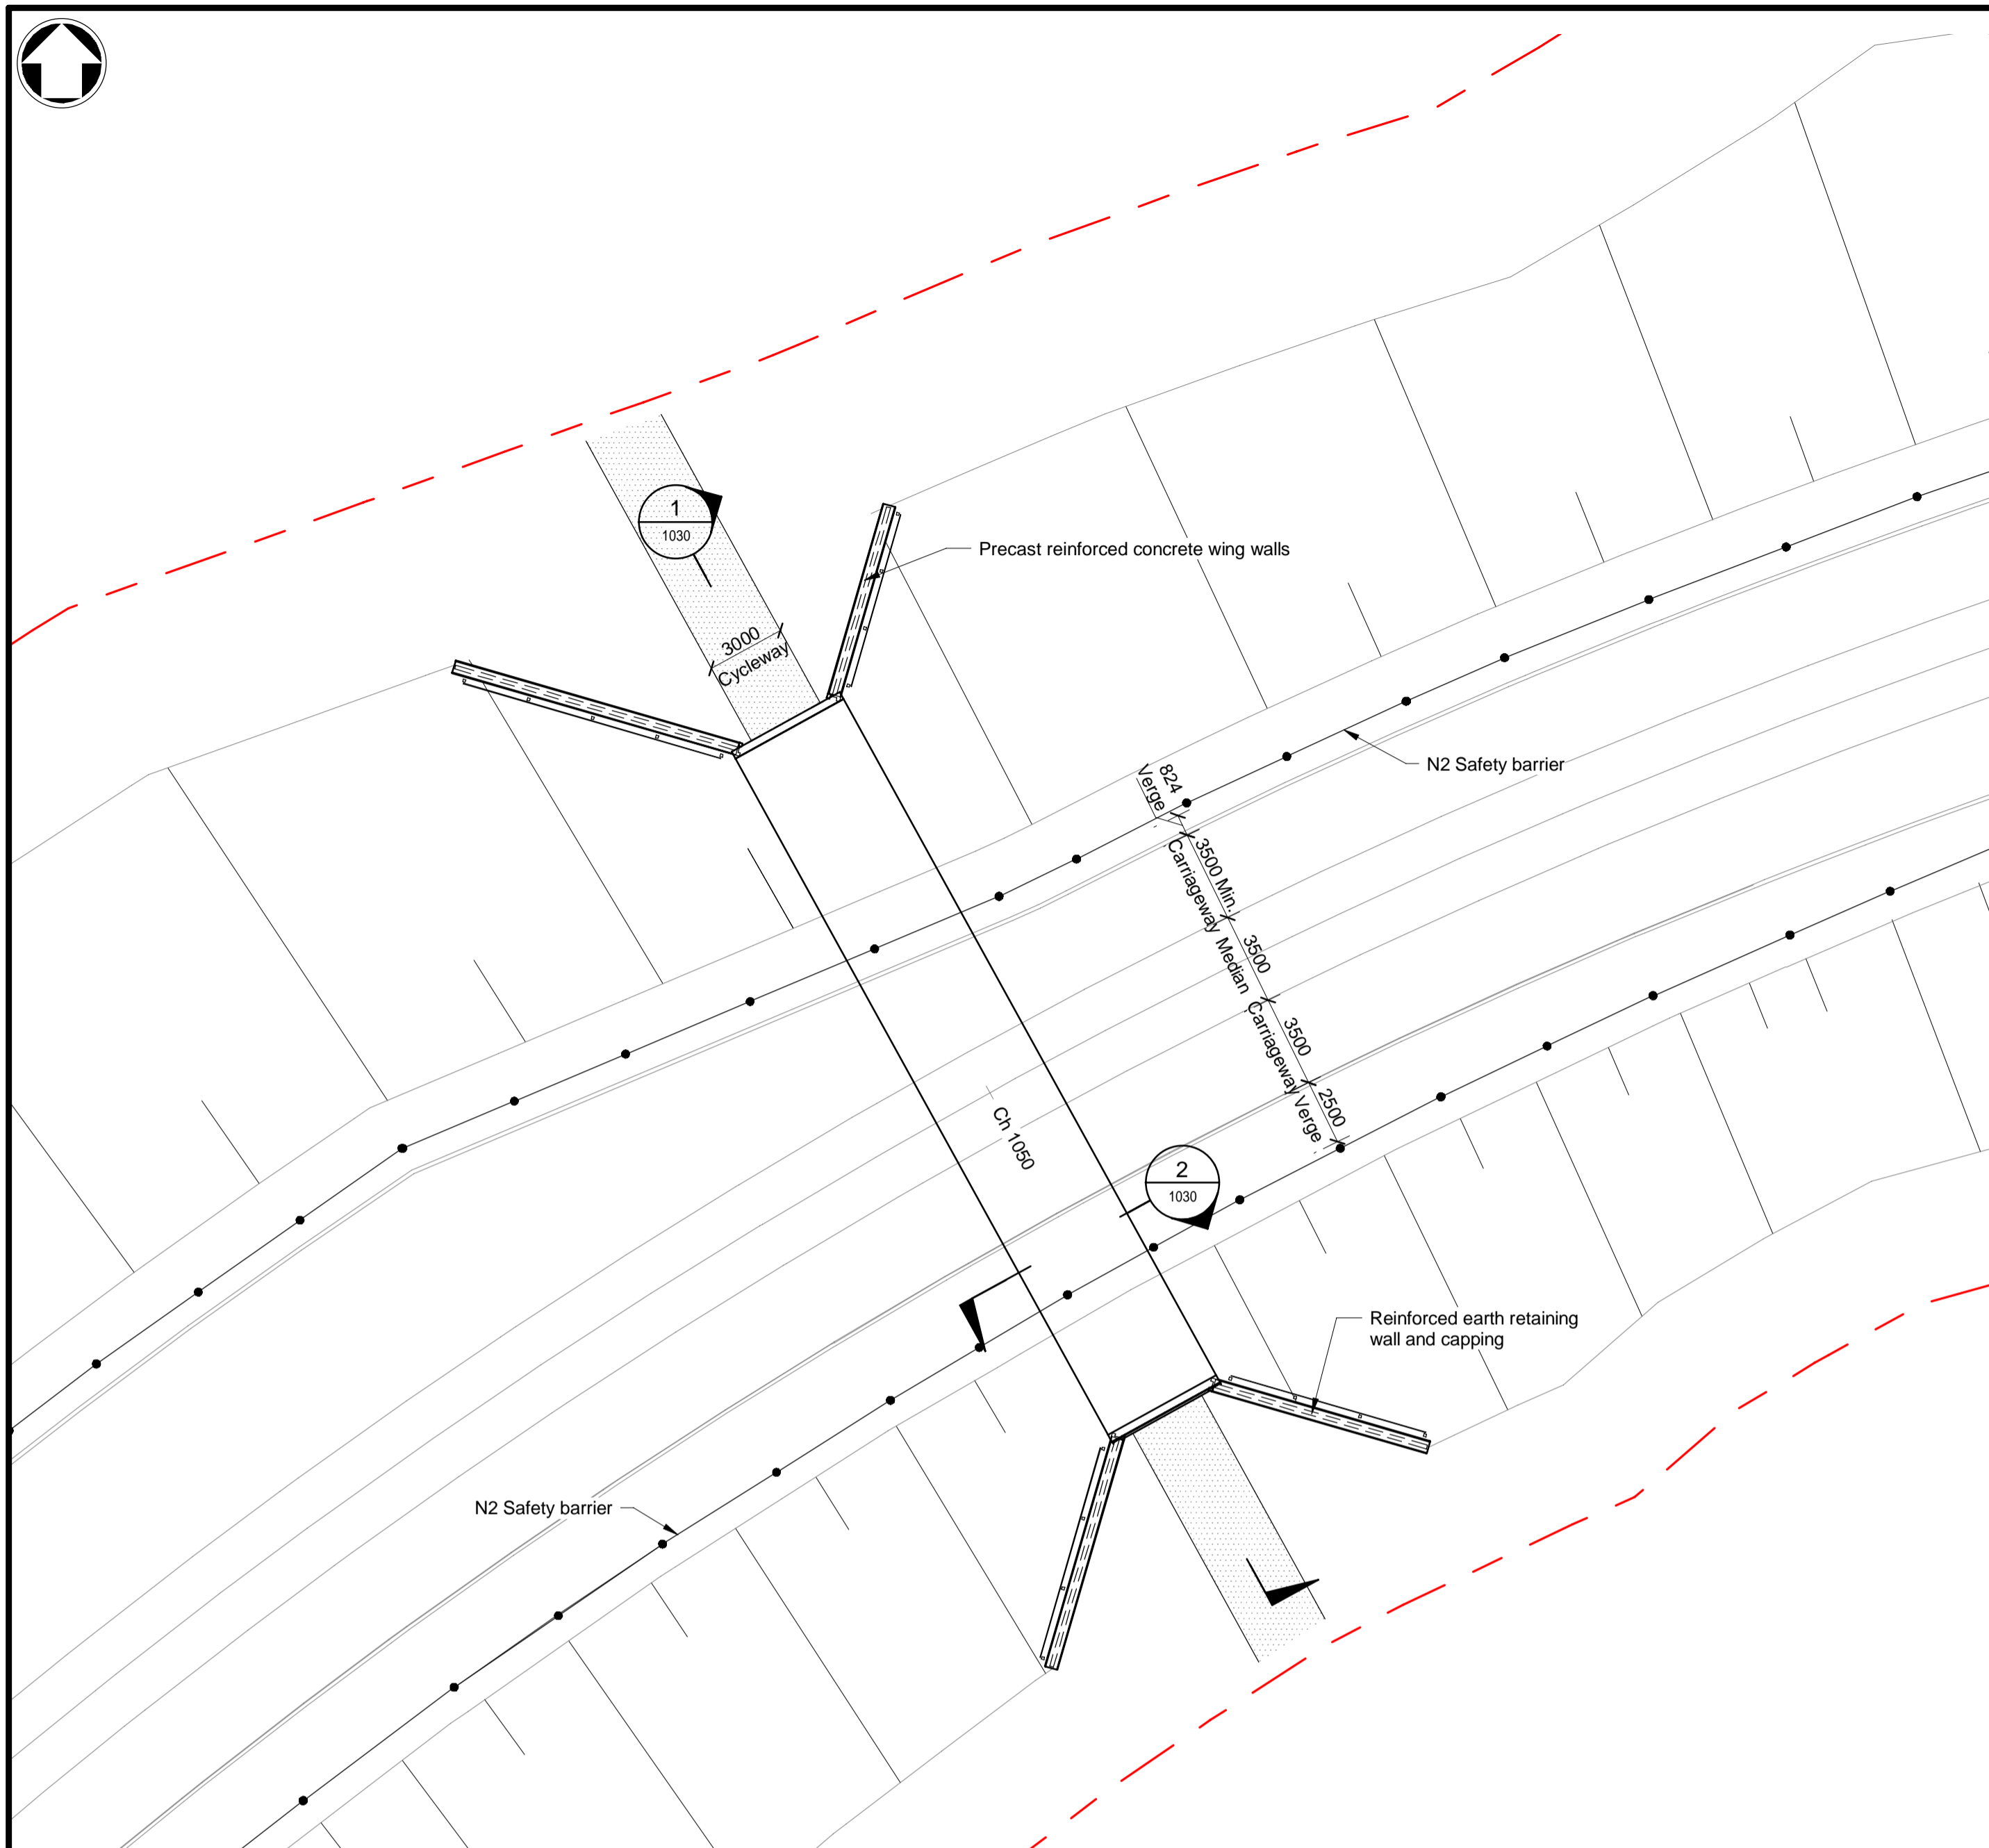 1
1030
Precast reinforced concrete wing walls
3000
Cycleway
N2 Safety barrier
824
Verge
3500 Min.
Carriageway
3500
Median
3500
Carriageway
2500
Verge
Ch 1050
2
1030
Reinforced earth retaining
wall and capping
N2 Safety barrier